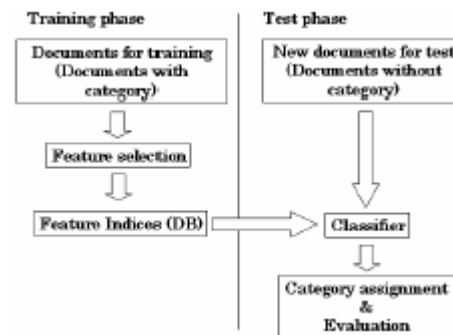 Training phase
Documents for training
(Documents with
category)
Feature selection
Feature Indices (DB)
Test phase
New documents for test
(Documents without
category)
Classifier
Category assignment
&
Evaluation